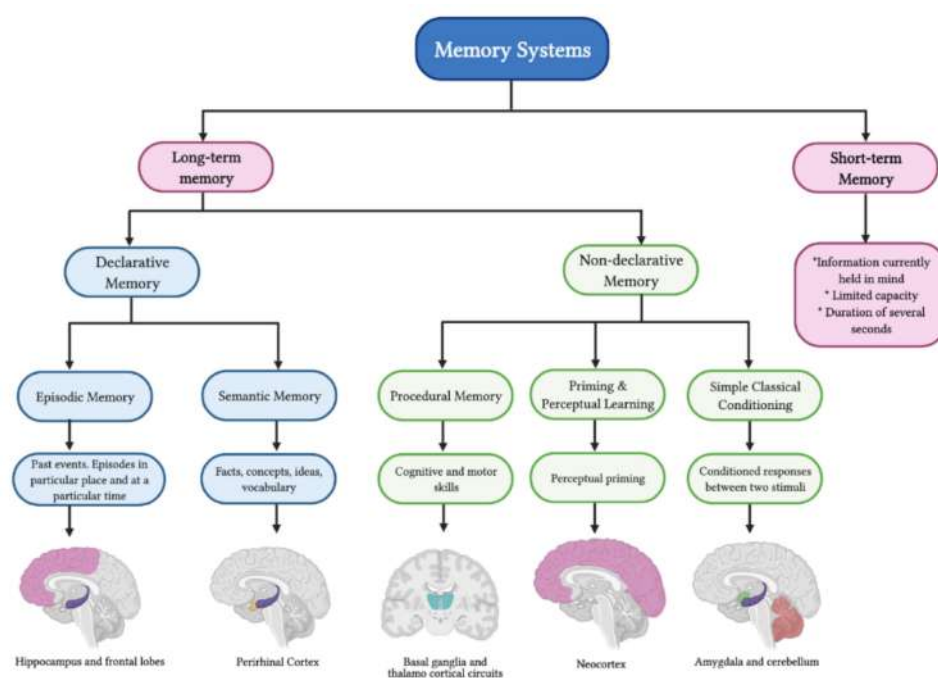 Memory Systems
Long-term
memory
Short-term
Memory
Declarative
Memory
Non-declarative
Memory
*Information currently
held in mind
* Limited capacity
* Duration of several
seconds
Episodic Memory
Semantic Memory
Procedural Memory
Priming &
Perceptual Learning
Simple Classical
Conditioning
Past events. Episodes in
particular place and at a
particular time
Facts, concepts, ideas,
vocabulary
Cognitive and motor
skills
Perceptual priming
Conditioned responses
between two stimuli
Hippocampus and frontal lobes
Perirhinal Cortex
Basal ganglia and
thalamo cortical circuits
Neocortex
Amygdala and cerebellum